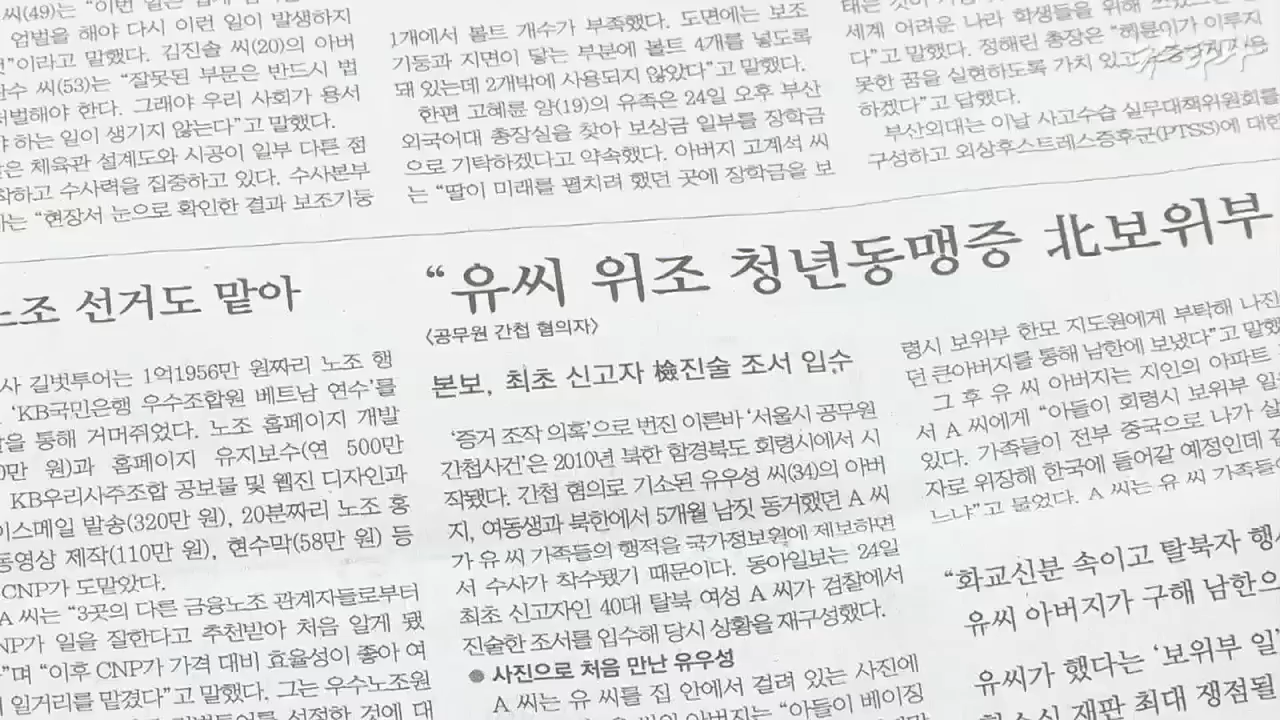 씨(49)는
업법을 해야 다시 이런 일이 발생하지
이라고 말했다. 김진솔 씨(20)의 아버
수 씨(53)는 “잘못된 부문은 반드시 법
처벌해야 한다. 그래야 우리 사회가 용서
하는 일이 생기지 않는다”고 말했다.
은 체육관 설계도와 시공이 일부 다른 점
하고 수사력을 집중하고 있다. 수사본부
는 “현장서 눈으로 확인한 결과 보조기둥
1개에서 볼트 개수가 부족했다. 도면에는 보조
기둥과 지면이 닿는 부분에 볼트 4개를 넣도록
돼 있는데 2개밖에 사용되지 않았다”고 말했다.
한편 고혜륜 양(19)의 유족은 24일 오후 부산
외국어대 총장실을 찾아 보상금 일부를 장학금
으로 기탁하겠다고 약속했다. 아버지 고계석 씨
는 “딸이 미래를 펼치려 했던 곳에 장학금을 보
세계 어려운 나라 학생들을 위해
다”고 말했다. 정해린 총장은 “혜륜이가 이루지
못한 꿈을 실현하도록 가치 있고
하겠다”고 답했다.
부산외대는 이날 사고수습 실무대책위원회를
구성하고 외상후스트레스증후군(PTSS)에 대한
노조 선거도 맡아
사 길벗투어는 1억1956만 원짜리 노조 행
‘KB국민은행 우수조합원 베트남 연수’를
을 통해 거머쥐었다. 노조 홈페이지 개발
만 원)과 홈페이지 유지보수(연 500만
KB우리사주조합 공보물 및 웹진 디자인과
이스메일 발송(320만 원), 20분짜리 노조 홍
동영상 제작(110만 원), 현수막(58만 원) 등
CNP가 도맡았다.
A 씨는 “3곳의 다른 금융노조 관계자들로부터
NP가 일을 잘한다고 추천받아 처음 알게 됐
”며 “이후 CNP가 가격 대비 효율성이 좋아 여
일거리를 맡겼다”고 말했다. 그는 우수노조원
선정한 것에 대
“유씨 위조 청년동맹증 北보위부
〈공무원 간첩 혐의자〉
본보, 최초 신고자 檢진술 조서 입수
‘증거 조작 의혹’으로 번진 이른바 ‘서울시 공무원
간첩사건’은 2010년 북한 함경북도 회령시에서 시
작됐다. 간첩 혐의로 기소된 유우성 씨(34)의 아버
지, 여동생과 북한에서 5개월 남짓 동거했던 A 씨
가 유 씨 가족들의 행적을 국가정보원에 제보하면
서 수사가 착수됐기 때문이다. 동아일보는 24일
최초 신고자인 40대 탈북 여성 A 씨가 검찰에서
진술한 조서를 입수해 당시 상황을 재구성했다.
● 사진으로 처음 만난 유우성
A 씨는 유 씨를 집 안에서 걸려 있는 사진에
“아들이 베이징
령시 보위부 한모 지도원에게 부탁해 나진
던 큰아버지를 통해 남한에 보냈다”고 말했
그 후 유 씨 아버지는 지인의 아파트
서 A 씨에게 “아들이 회령시 보위부 일
있다. 가족들이 전부 중국으로 나가 살
자로 위장해 한국에 들어갈 예정인데
느냐”고 물었다. A 씨는 유 씨 가족들
“화교신분 속이고 탈북자 행세
유씨 아버지가 구해 남한으
유씨가 했다는 ‘보위부 일
재판 최대 쟁점될